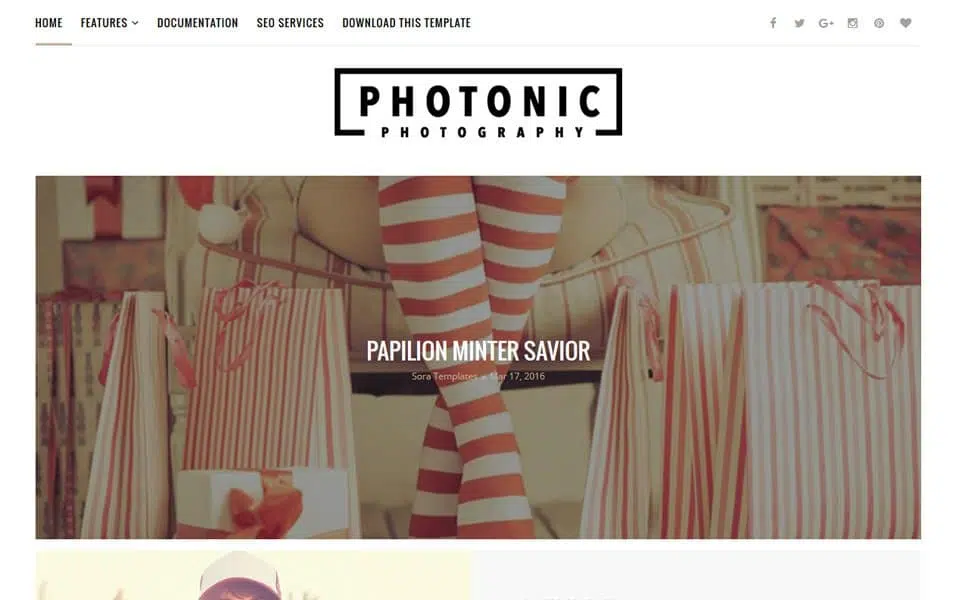 HOME FEATURES DOCUMENTATION SEO SERVICES DOWNLOAD THIS TEMPLATE
PHOTONIC
PHOTOGRAPHY
PAPILION MINTER SAVIOR
Sora Templates - Mar 17, 2016